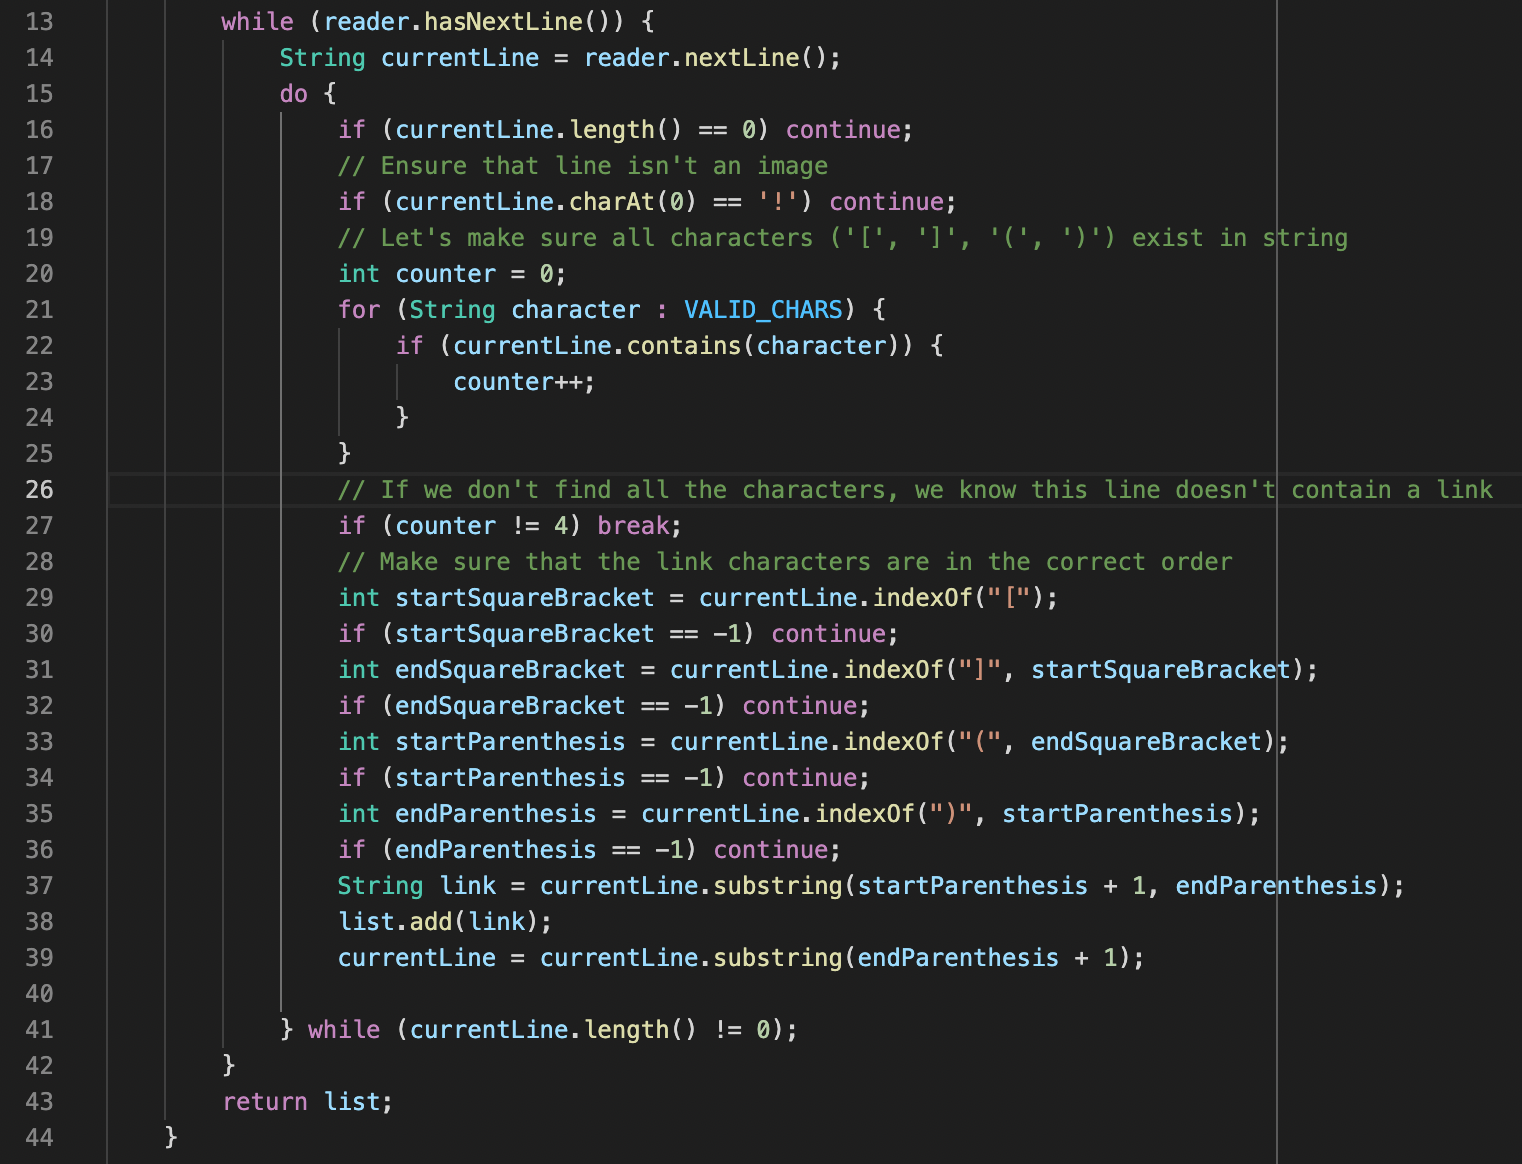 13 while (reader.hasNextLine()) {
14 String currentLine = reader.nextLine();
15 do {
16 if (currentLine.length() == 0) continue;
17 // Ensure that line isn't an image
18 if (currentLine.charAt(0) == '!') continue;
19 // Let's make sure all characters ('[', ']', '(', ')') exist in string
20 int counter = 0;
21 for (String character : VALID_CHARS) {
22 if (currentLine.contains(character)) {
23 counter++;
24 }
25 }
26 // If we don't find all the characters, we know this line doesn't contain a link
27 if (counter != 4) break;
28 // Make sure that the link characters are in the correct order
29 int startSquareBracket = currentLine.indexOf("[");
30 if (startSquareBracket == -1) continue;
31 int endSquareBracket = currentLine.indexOf("]", startSquareBracket);
32 if (endSquareBracket == -1) continue;
33 int startParenthesis = currentLine.indexOf("(", endSquareBracket);
34 if (startParenthesis == -1) continue;
35 int endParenthesis = currentLine.indexOf(")", startParenthesis);
36 if (endParenthesis == -1) continue;
37 String link = currentLine.substring(startParenthesis + 1, endParenthesis);
38 list.add(link);
39 currentLine = currentLine.substring(endParenthesis + 1);
40
41 } while (currentLine.length() != 0);
42 }
43 return list;
44 }